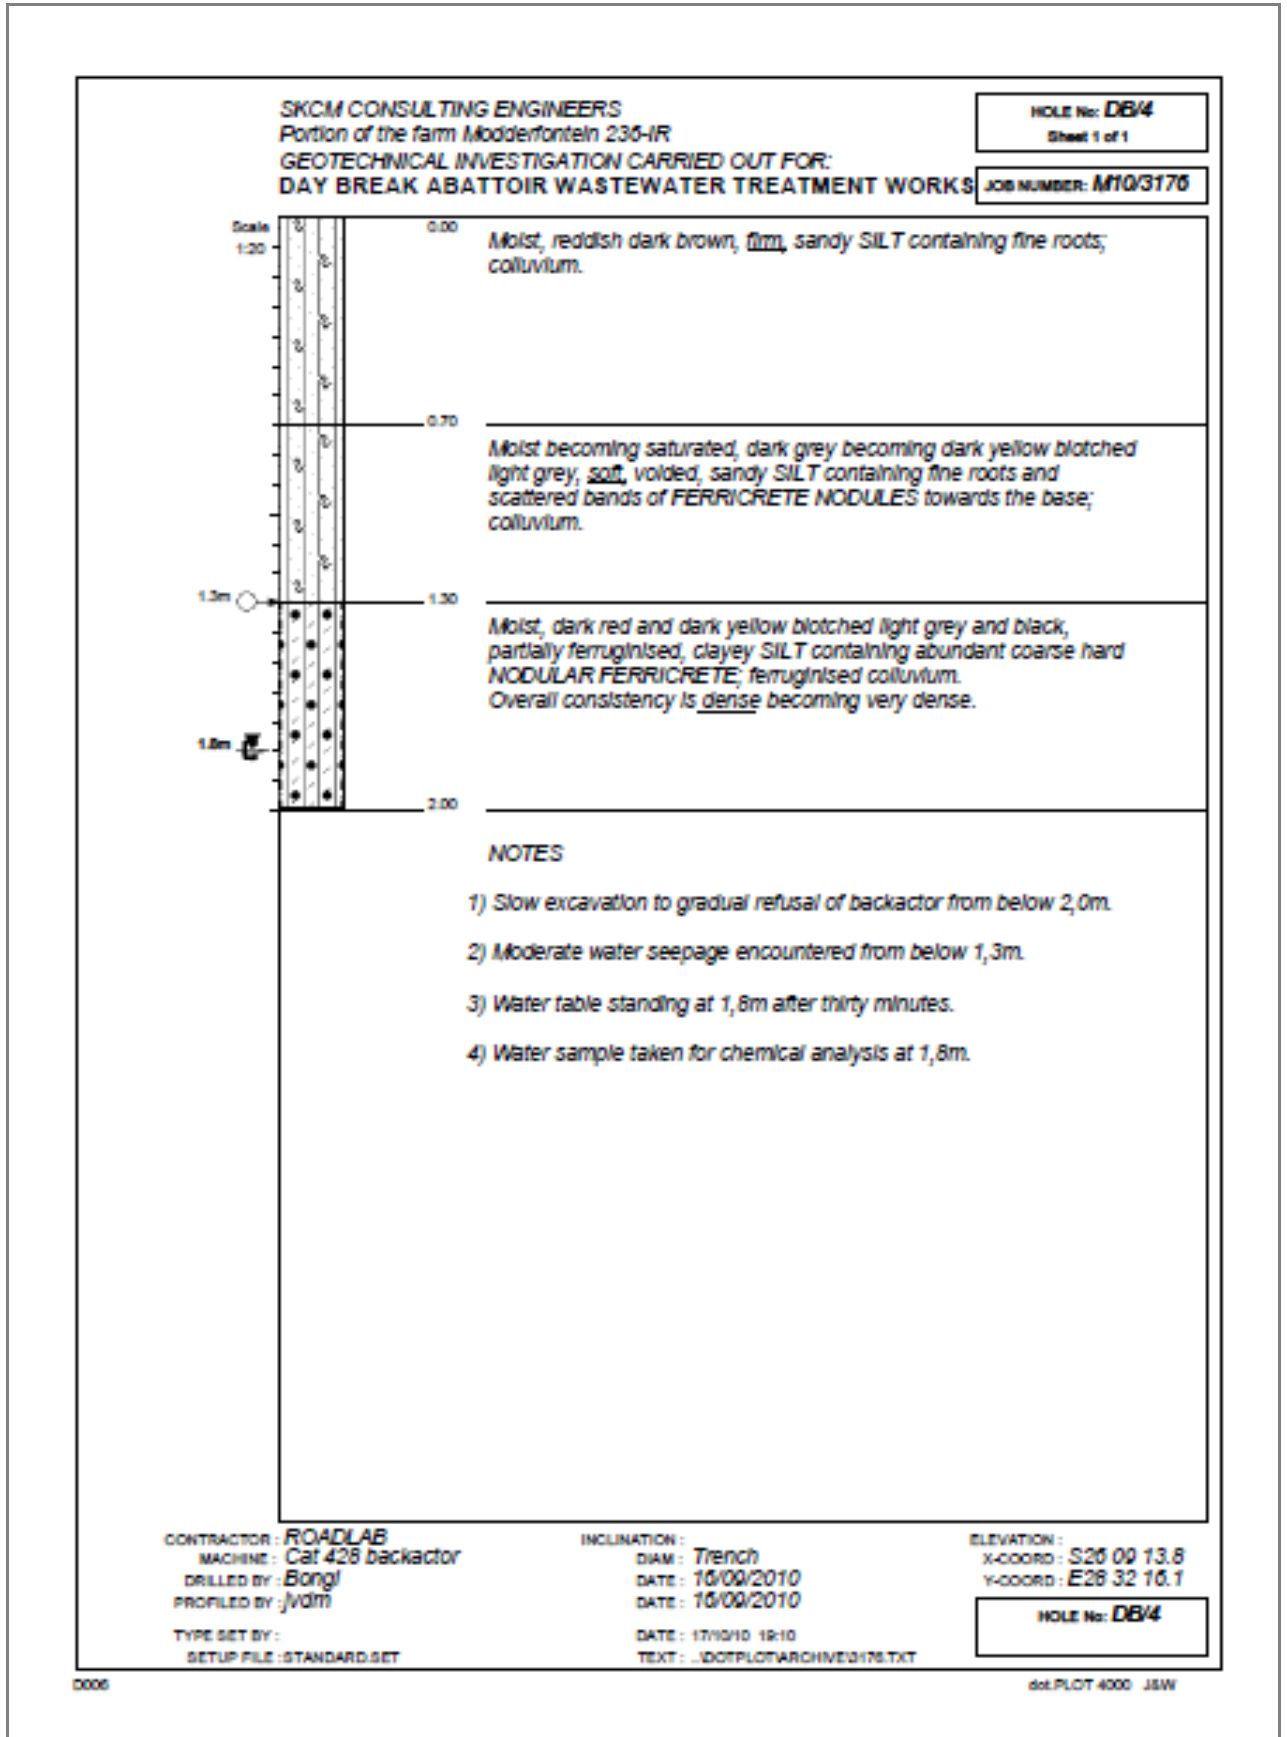 SKCM CONSULTING ENGINEERS
Portion of the farm Modderfontein 236-IR
GEOTECHNICAL INVESTIGATION CARRIED OUT FOR:
DAY BREAK ABATTOIR WASTEWATER TREATMENT WORKS
HOLE No: DB/4
Sheet 1 of 1
JOB NUMBER: M10/3176
Scale
1:20
0.00
Moist, reddish dark brown, firm, sandy SILT containing fine roots;
colluvium.
0.70
Moist becoming saturated, dark grey becoming dark yellow blotched
light grey, soft, voided, sandy SILT containing fine roots and
scattered bands of FERRICRETE NODULES towards the base;
colluvium.
1.3m
1.30
Moist, dark red and dark yellow blotched light grey and black,
partially ferruginised, clayey SILT containing abundant coarse hard
NODULAR FERRICRETE; ferruginised colluvium.
Overall consistency is dense becoming very dense.
1.8m
2.00
NOTES
1) Slow excavation to gradual refusal of backactor from below 2,0m.
2) Moderate water seepage encountered from below 1,3m.
3) Water table standing at 1,8m after thirty minutes.
4) Water sample taken for chemical analysis at 1,8m.
CONTRACTOR : ROADLAB
INCLINATION :
ELEVATION :
MACHINE : Cat 428 backactor
DIAM : Trench
X-COORD : S26 09 13.8
DRILLED BY : Bongi
DATE : 16/09/2010
Y-COORD : E28 32 16.1
PROFILED BY : jvdm
DATE : 16/09/2010
HOLE No: DB/4
TYPE SET BY :
DATE : 17/10/10 19:10
SETUP FILE : STANDARD.SET
TEXT : ..\DOTPLOT\ARCHIVE\3176.TXT
D006
dot.PLOT 4000 J&W